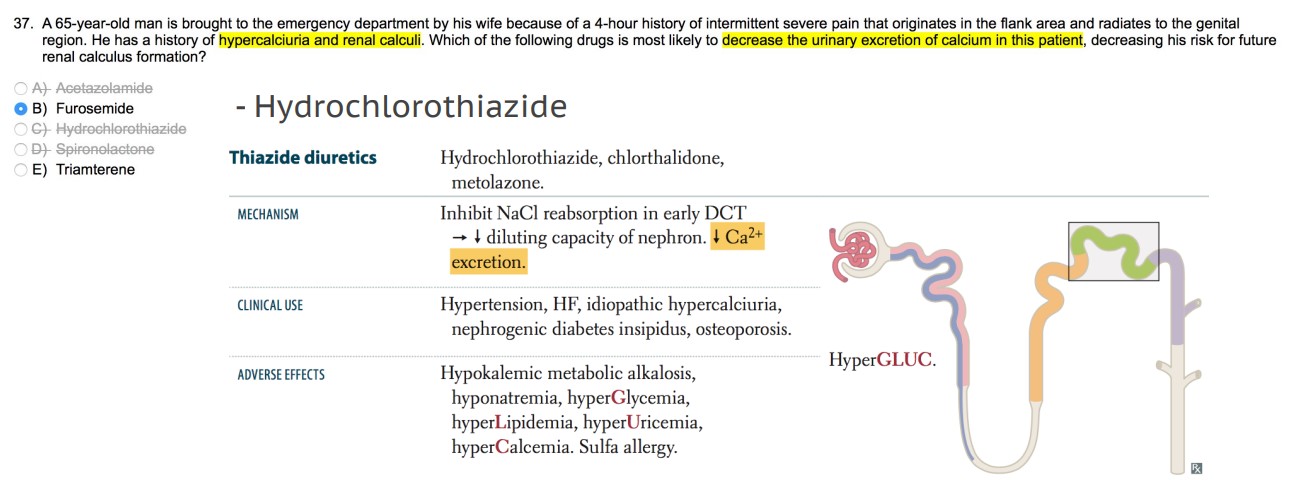 37. A 65-year-old man is brought to the emergency department by his wife because of a 4-hour history of intermittent severe pain that originates in the flank area and radiates to the genital
region. He has a history of hypercalciuria and renal calculi. Which of the following drugs is most likely to decrease the urinary excretion of calcium in this patient, decreasing his risk for future
renal calculus formation?
A) Acetazolamide
B) Furosemide
C) Hydrochlorothiazide
D) Spironolactone
E) Triamterene
- Hydrochlorothiazide
Thiazide diuretics
Hydrochlorothiazide, chlorthalidone,
metolazone.
MECHANISM
Inhibit NaCl reabsorption in early DCT
→ ↓ diluting capacity of nephron. ↓ Ca2+
excretion.
CLINICAL USE
Hypertension, HF, idiopathic hypercalciuria,
nephrogenic diabetes insipidus, osteoporosis.
ADVERSE EFFECTS
Hypokalemic metabolic alkalosis,
hyponatremia, hyperGlycemia,
hyperLipidemia, hyperUricemia,
hyperCalcemia. Sulfa allergy.
HyperGLUC.
Rx